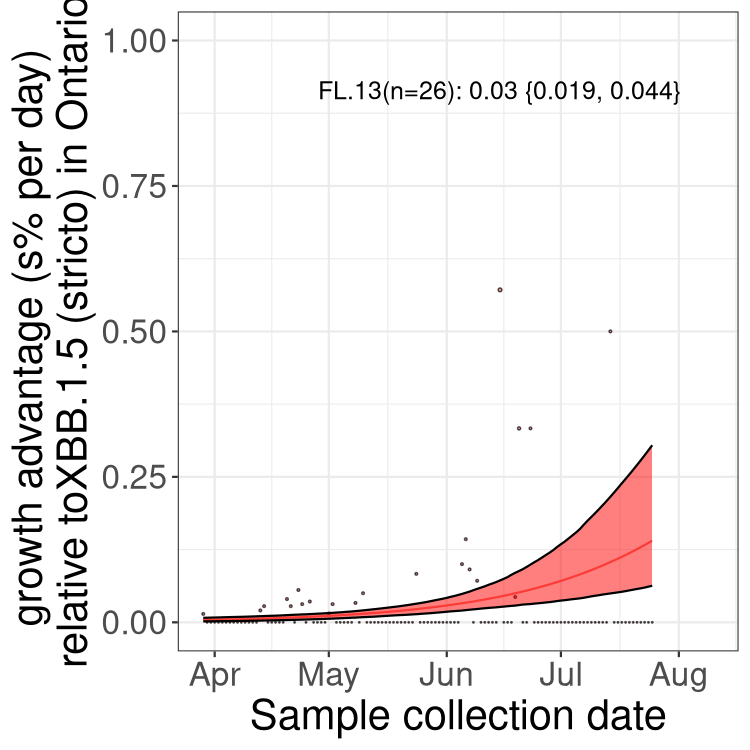 growth advantage (s% per day)
relative toXBB.1.5 (stricto) in Ontario
1.00
0.75
0.50
0.25
0.00
FL.13(n=26): 0.03 {0.019, 0.044}
Apr
May
Jun
Jul
Aug
Sample collection date